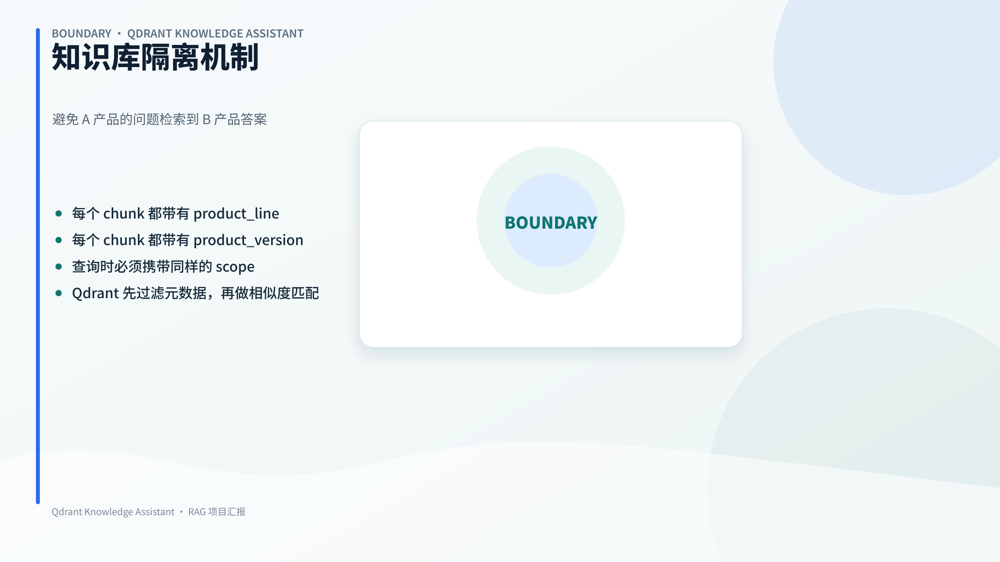 BOUNDARY · QDRANT KNOWLEDGE ASSISTANT
知识库隔离机制
避免 A 产品的问题检索到 B 产品答案
每个 chunk 都带有 product_line
每个 chunk 都带有 product_version
查询时必须携带同样的 scope
Qdrant 先过滤元数据，再做相似度匹配
BOUNDARY
Qdrant Knowledge Assistant · RAG 项目汇报